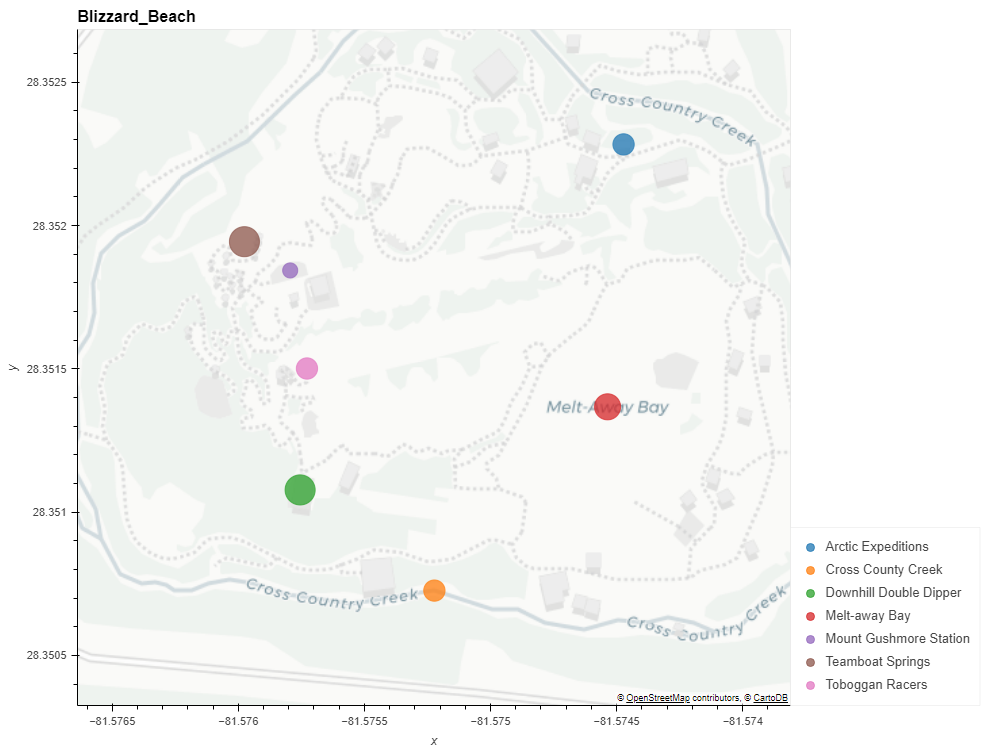 Blizzard_Beach
28.3525
28.352
28.3515
28.351
28.3505
y
Cross Country Creek
Melt-Away Bay
Cross Country Creek
Cross Country Creek
© OpenStreetMap contributors, © CartoDB
−81.5765
−81.576
−81.5755
−81.575
−81.5745
−81.574
x
Arctic Expeditions
Cross County Creek
Downhill Double Dipper
Melt-away Bay
Mount Gushmore Station
Teamboat Springs
Toboggan Racers